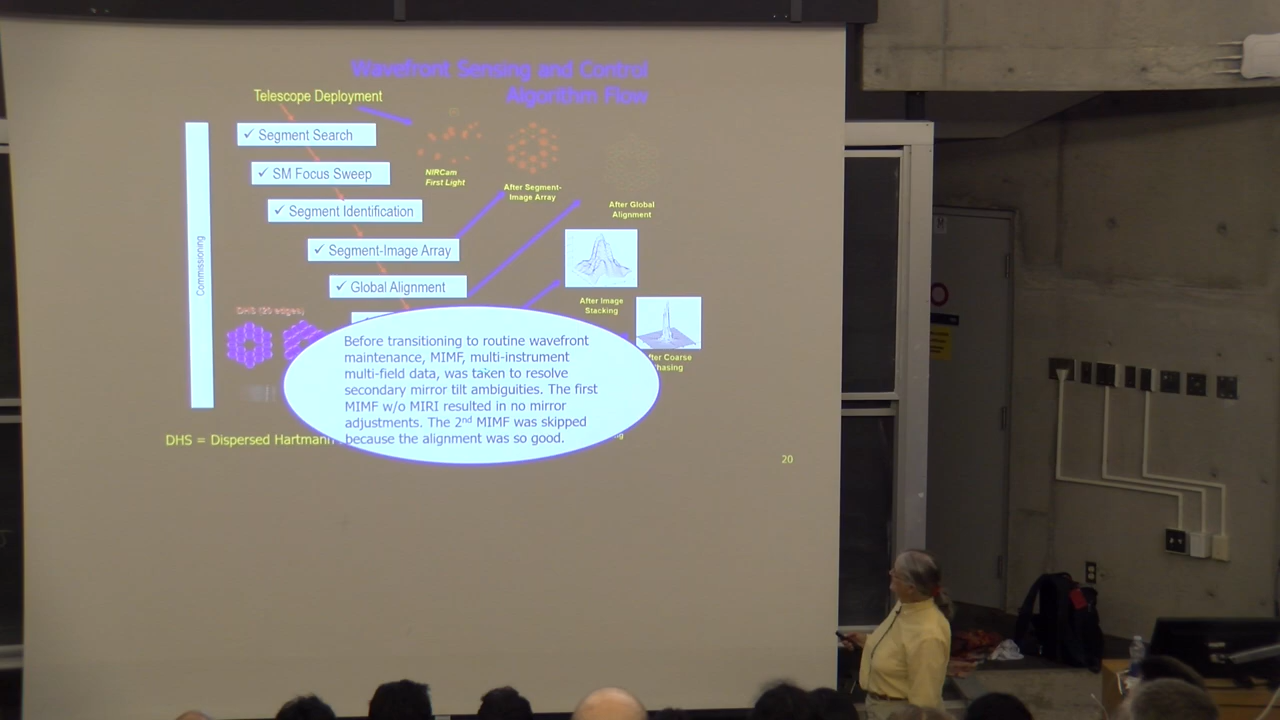 Wavefront Sensing and Control
Algorithm Flow
Telescope Deployment
✓ Segment Search
✓ SM Focus Sweep
✓ Segment Identification
✓ Segment-Image Array
✓ Global Alignment
Commissioning
NIRCam
First Light
After Segment-
Image Array
After Global
Alignment
After Image
Stacking
After Coarse
Phasing
DHS (20 edges)
Before transitioning to routine wavefront
maintenance, MIMF, multi-instrument
multi-field data, was taken to resolve
secondary mirror tilt ambiguities. The first
MIMF w/o MIRI resulted in no mirror
adjustments. The 2nd MIMF was skipped
because the alignment was so good.
DHS = Dispersed Hartmann
20